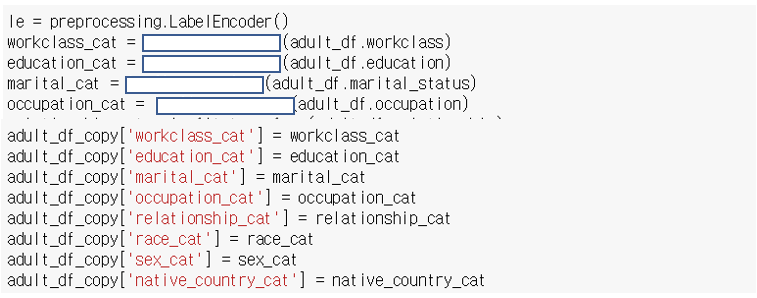 le = preprocessing.LabelEncoder()
workclass_cat = (adult_df.workclass)
education_cat = (adult_df.education)
marital_cat = (adult_df.marital_status)
occupation_cat = (adult_df.occupation)
adult_df_copy['workclass_cat'] = workclass_cat
adult_df_copy['education_cat'] = education_cat
adult_df_copy['marital_cat'] = marital_cat
adult_df_copy['occupation_cat'] = occupation_cat
adult_df_copy['relationship_cat'] = relationship_cat
adult_df_copy['race_cat'] = race_cat
adult_df_copy['sex_cat'] = sex_cat
adult_df_copy['native_country_cat'] = native_country_cat